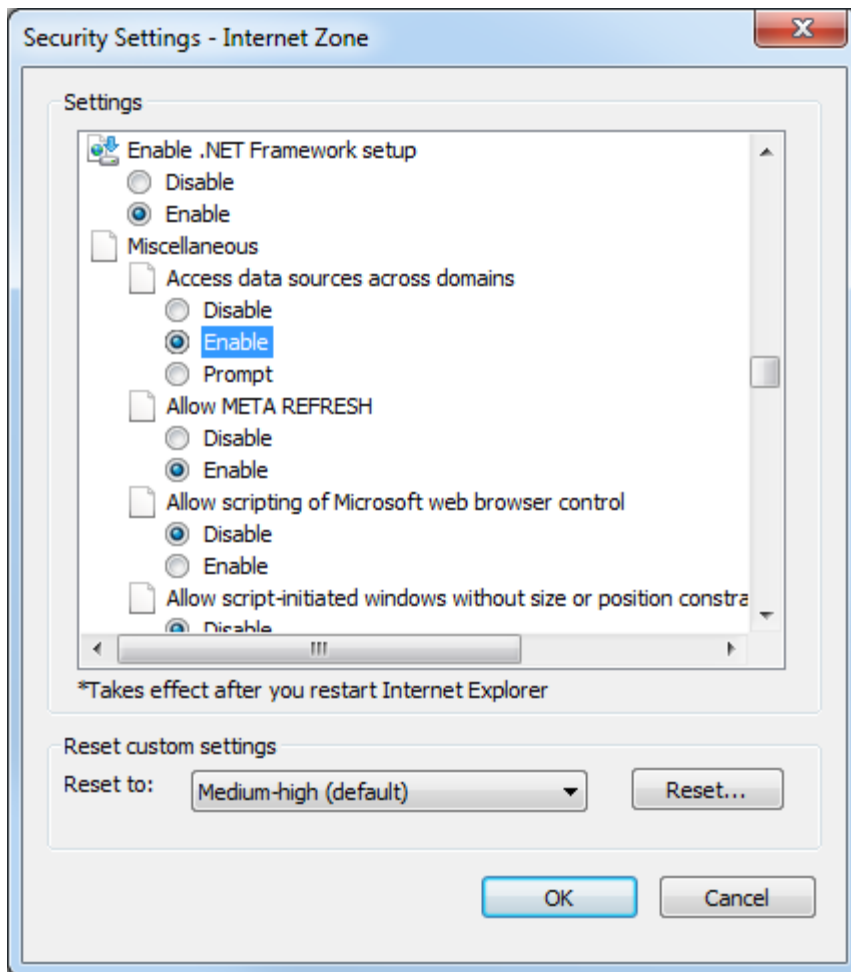 Security Settings - Internet Zone
Settings
Enable .NET Framework setup
Disable
Enable
Miscellaneous
Access data sources across domains
Disable
Enable
Prompt
Allow META REFRESH
Disable
Enable
Allow scripting of Microsoft web browser control
Disable
Enable
Allow script-initiated windows without size or position constra
Disable
*Takes effect after you restart Internet Explorer
Reset custom settings
Reset to:
Medium-high (default)
Reset...
OK
Cancel